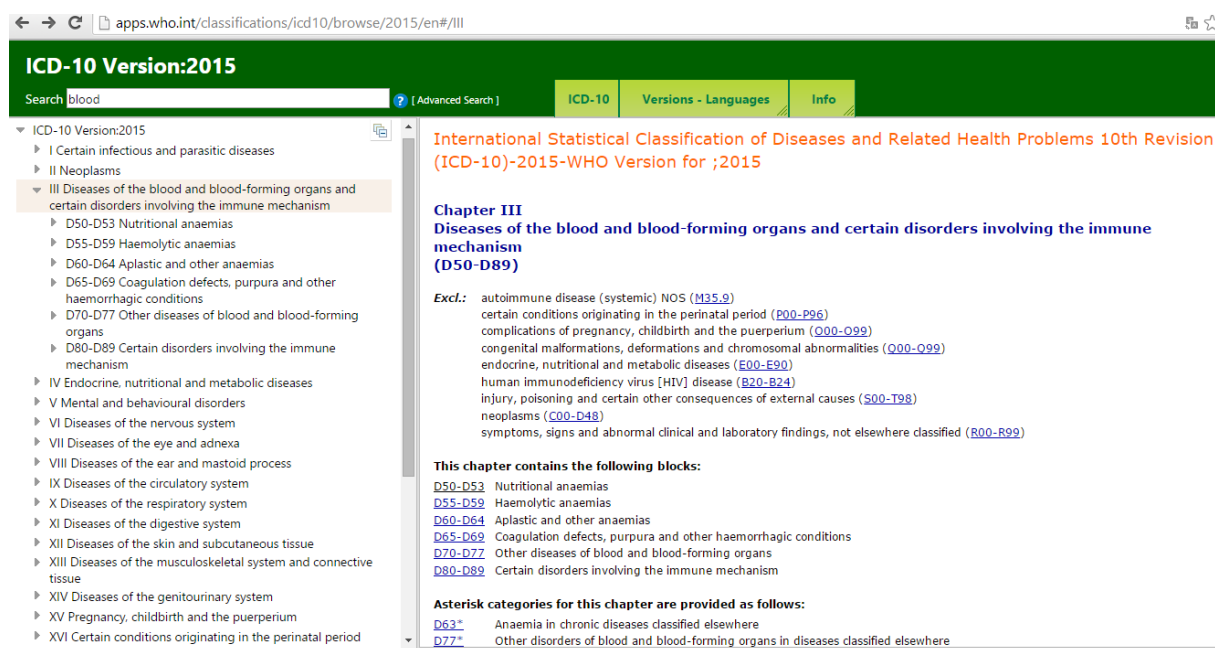 apps.who.int/classifications/icd10/browse/2015/en#/III
ICD-10 Version:2015
Search blood
? [ Advanced Search ]
ICD-10
Versions - Languages
Info
ICD-10 Version:2015
I Certain infectious and parasitic diseases
II Neoplasms
III Diseases of the blood and blood-forming organs and
certain disorders involving the immune mechanism
D50-D53 Nutritional anaemias
D55-D59 Haemolytic anaemias
D60-D64 Aplastic and other anaemias
D65-D69 Coagulation defects, purpura and other
haemorrhagic conditions
D70-D77 Other diseases of blood and blood-forming
organs
D80-D89 Certain disorders involving the immune
mechanism
IV Endocrine, nutritional and metabolic diseases
V Mental and behavioural disorders
VI Diseases of the nervous system
VII Diseases of the eye and adnexa
VIII Diseases of the ear and mastoid process
IX Diseases of the circulatory system
X Diseases of the respiratory system
XI Diseases of the digestive system
XII Diseases of the skin and subcutaneous tissue
XIII Diseases of the musculoskeletal system and connective
tissue
XIV Diseases of the genitourinary system
XV Pregnancy, childbirth and the puerperium
XVI Certain conditions originating in the perinatal period
International Statistical Classification of Diseases and Related Health Problems 10th Revision
(ICD-10)-2015-WHO Version for ;2015
Chapter III
Diseases of the blood and blood-forming organs and certain disorders involving the immune
mechanism
(D50-D89)
Excl.: autoimmune disease (systemic) NOS (M35.9)
certain conditions originating in the perinatal period (P00-P96)
complications of pregnancy, childbirth and the puerperium (O00-O99)
congenital malformations, deformations and chromosomal abnormalities (Q00-Q99)
endocrine, nutritional and metabolic diseases (E00-E90)
human immunodeficiency virus [HIV] disease (B20-B24)
injury, poisoning and certain other consequences of external causes (S00-T98)
neoplasms (C00-D48)
symptoms, signs and abnormal clinical and laboratory findings, not elsewhere classified (R00-R99)
This chapter contains the following blocks:
D50-D53 Nutritional anaemias
D55-D59 Haemolytic anaemias
D60-D64 Aplastic and other anaemias
D65-D69 Coagulation defects, purpura and other haemorrhagic conditions
D70-D77 Other diseases of blood and blood-forming organs
D80-D89 Certain disorders involving the immune mechanism
Asterisk categories for this chapter are provided as follows:
D63* Anaemia in chronic diseases classified elsewhere
D77* Other disorders of blood and blood-forming organs in diseases classified elsewhere